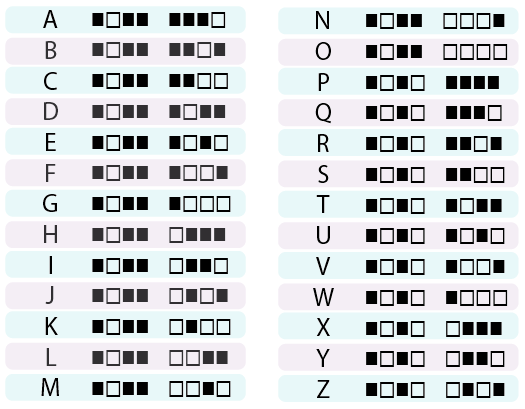 A ■□■■ ■■■□
B ■□■■ ■■□■
C ■□■■ ■■□□
D ■□■■ ■□■■
E ■□■■ ■□■□
F ■□■■ ■□□■
G ■□■■ ■□□□
H ■□■■ □■■■
I ■□■■ □■■□
J ■□■■ □■□■
K ■□■■ □■□□
L ■□■■ □□■■
M ■□■■ □□■□
N ■□■■ □□□■
O ■□■■ □□□□
P ■□■□ ■■■■
Q ■□■□ ■■■□
R ■□■□ ■■□■
S ■□■□ ■■□□
T ■□■□ ■□■■
U ■□■□ ■□■□
V ■□■□ ■□□■
W ■□■□ ■□□□
X ■□■□ □■■■
Y ■□■□ □■■□
Z ■□■□ □■□■